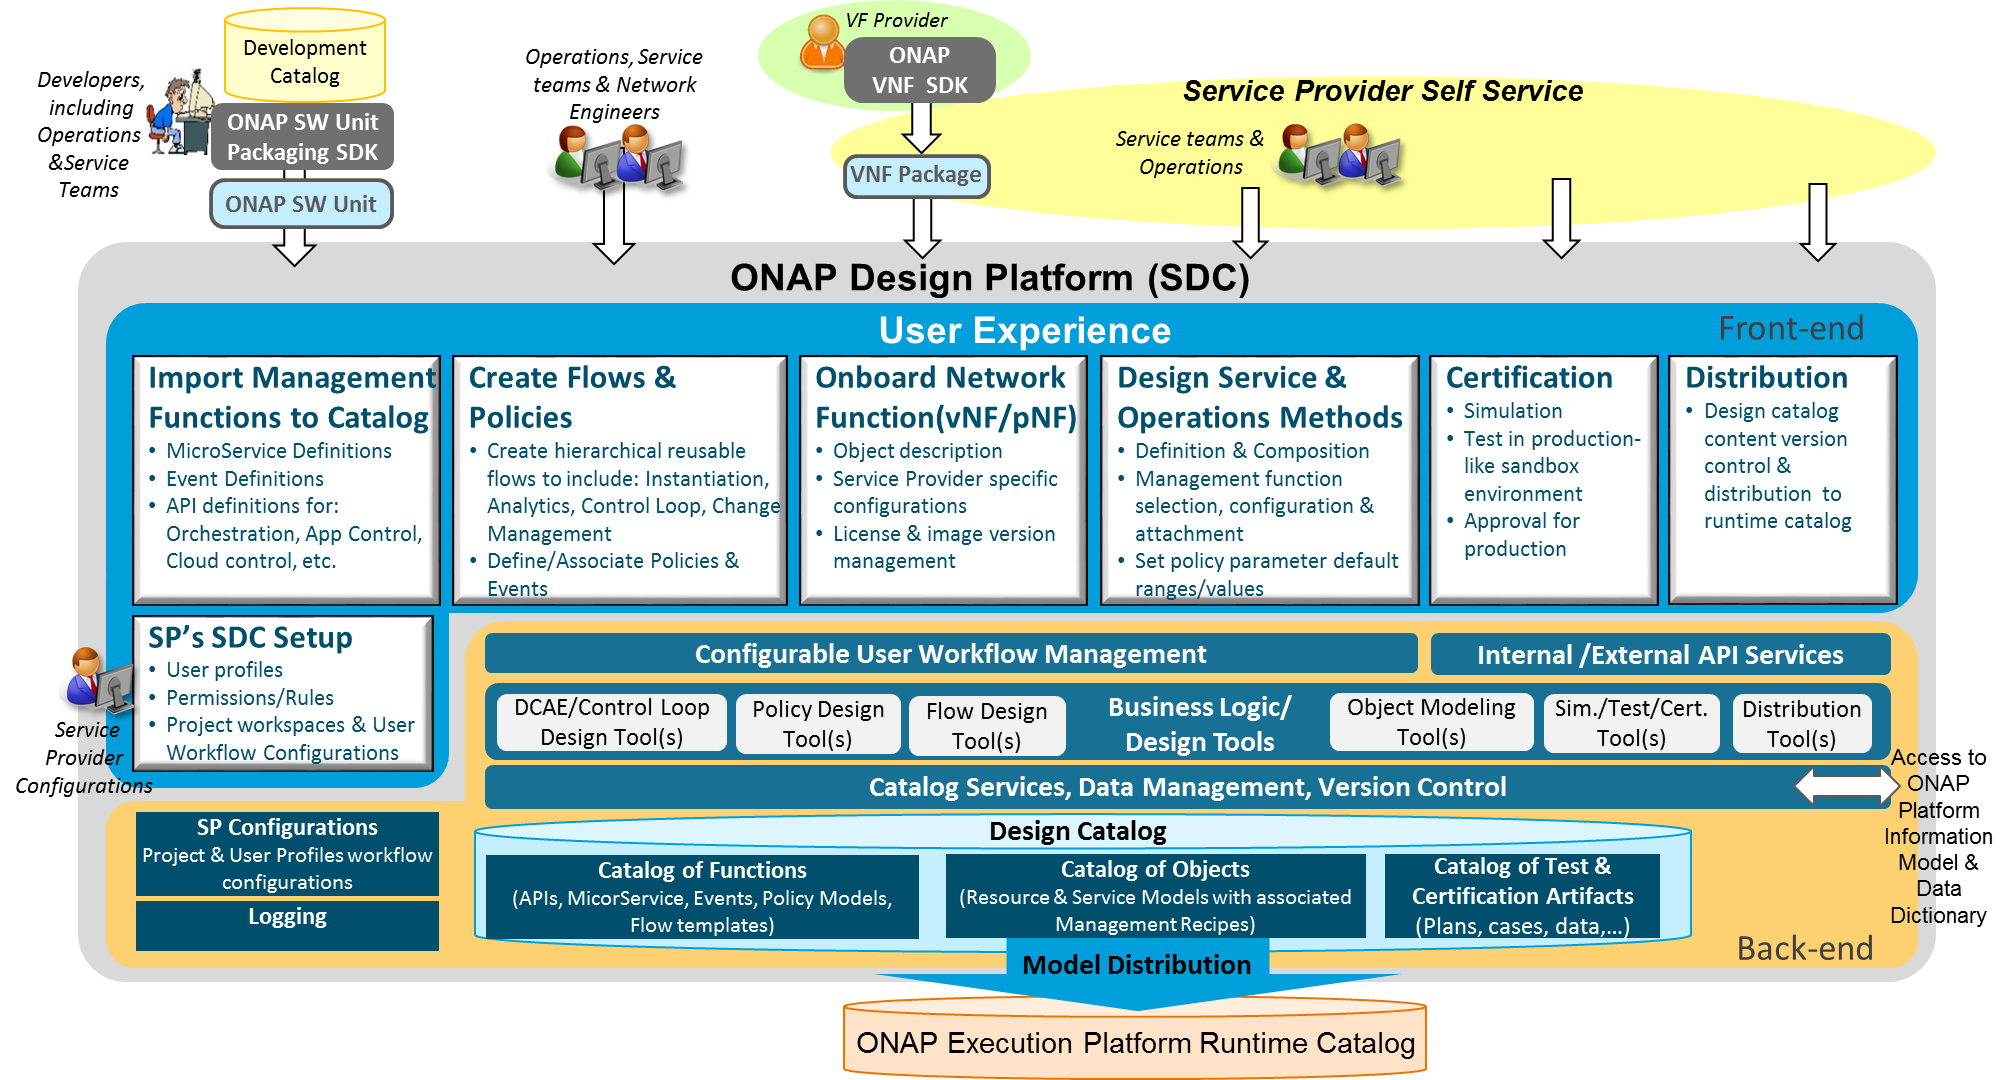 Development
Catalog
Developers,
including
Operations
&Service
Teams
ONAP SW Unit
Packaging SDK
ONAP SW Unit
Operations, Service
teams & Network
Engineers
VF Provider
ONAP
VNF SDK
VNF Package
Service Provider Self Service
Service teams &
Operations
ONAP Design Platform (SDC)
User Experience
Front-end
Import Management
Functions to Catalog
• MicroService Definitions
• Event Definitions
• API definitions for:
Orchestration, App Control,
Cloud control, etc.
Create Flows &
Policies
• Create hierarchical reusable
flows to include: Instantiation,
Analytics, Control Loop, Change
Management
• Define/Associate Policies &
Events
Onboard Network
Function(vNF/pNF)
• Object description
• Service Provider specific
configurations
• License & image version
management
Design Service &
Operations Methods
• Definition & Composition
• Management function
selection, configuration &
attachment
• Set policy parameter default
ranges/values
Certification
• Simulation
• Test in production-
like sandbox
environment
• Approval for
production
Distribution
• Design catalog
content version
control &
distribution to
runtime catalog
SP’s SDC Setup
• User profiles
• Permissions/Rules
• Project workspaces & User
Workflow Configurations
Service
Provider
Configurations
Configurable User Workflow Management
Internal /External API Services
DCAE/Control Loop
Design Tool(s)
Policy Design
Tool(s)
Flow Design
Tool(s)
Business Logic/
Design Tools
Object Modeling
Tool(s)
Sim./Test/Cert.
Tool(s)
Distribution
Tool(s)
Catalog Services, Data Management, Version Control
Access to
ONAP
Platform
Information
Model &
Data
Dictionary
SP Configurations
Project & User Profiles workflow
configurations
Logging
Design Catalog
Catalog of Functions
(APIs, MicorService, Events, Policy Models,
Flow templates)
Catalog of Objects
(Resource & Service Models with associated
Management Recipes)
Catalog of Test &
Certification Artifacts
(Plans, cases, data,...)
Back-end
Model Distribution
ONAP Execution Platform Runtime Catalog